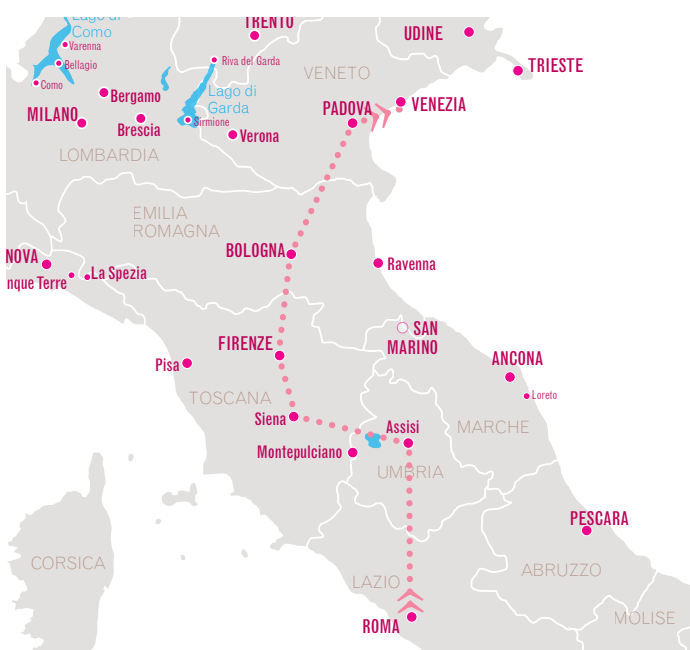 Lago di
Como
TRENTO
UDINE
Varenna
Bellagio
Riva del Garda
TRIESTE
VENETO
Como
Bergamo
Lago di
Garda
MILANO
PADOVA
VENEZIA
Brescia
Sirmione
Verona
LOMBARDIA
EMILIA
ROMAGNA
BOLOGNA
NOVA
Ravenna
nque Terre
La Spezia
SAN
MARINO
FIRENZE
ANCONA
Pisa
Loreto
TOSCANA
Siena
Assisi
MARCHE
Montepulciano
UMBRIA
PESCARA
CORSICA
ABRUZZO
LAZIO
MOLISE
ROMA